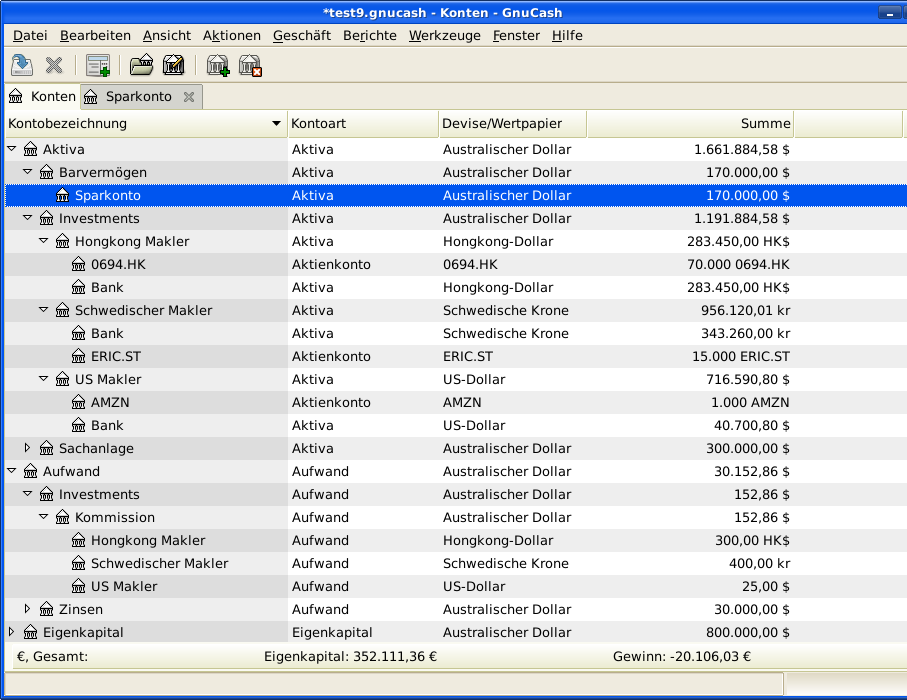 *test9.gnucash - Konten - GnuCash
Datei Bearbeiten Ansicht Aktionen Geschäft Berichte Werkzeuge Fenster Hilfe
Konten Sparkonto
Kontobezeichnung Kontoart Devise/Wertpapier Summe
Aktiva Aktiva Australischer Dollar 1.661.884,58 $
Barvermögen Aktiva Australischer Dollar 170.000,00 $
Sparkonto Aktiva Australischer Dollar 170.000,00 $
Investments Aktiva Australischer Dollar 1.191.884,58 $
Hongkong Makler Aktiva Hongkong-Dollar 283.450,00 HK$
0694.HK Aktienkonto 0694.HK 70.000 0694.HK
Bank Aktiva Hongkong-Dollar 283.450,00 HK$
Schwedischer Makler Aktiva Schwedische Krone 956.120,01 kr
Bank Aktiva Schwedische Krone 343.260,00 kr
ERIC.ST Aktienkonto ERIC.ST 15.000 ERIC.ST
US Makler Aktiva US-Dollar 716.590,80 $
AMZN Aktienkonto AMZN 1.000 AMZN
Bank Aktiva US-Dollar 40.700,80 $
Sachanlage Aktiva Australischer Dollar 300.000,00 $
Aufwand Aufwand Australischer Dollar 30.152,86 $
Investments Aufwand Australischer Dollar 152,86 $
Kommission Aufwand Australischer Dollar 152,86 $
Hongkong Makler Aufwand Hongkong-Dollar 300,00 HK$
Schwedischer Makler Aufwand Schwedische Krone 400,00 kr
US Makler Aufwand US-Dollar 25,00 $
Zinsen Aufwand Australischer Dollar 30.000,00 $
Eigenkapital Eigenkapital Australischer Dollar 800.000,00 $
€, Gesamt: Eigenkapital: 352.111,36 € Gewinn: -20.106,03 €